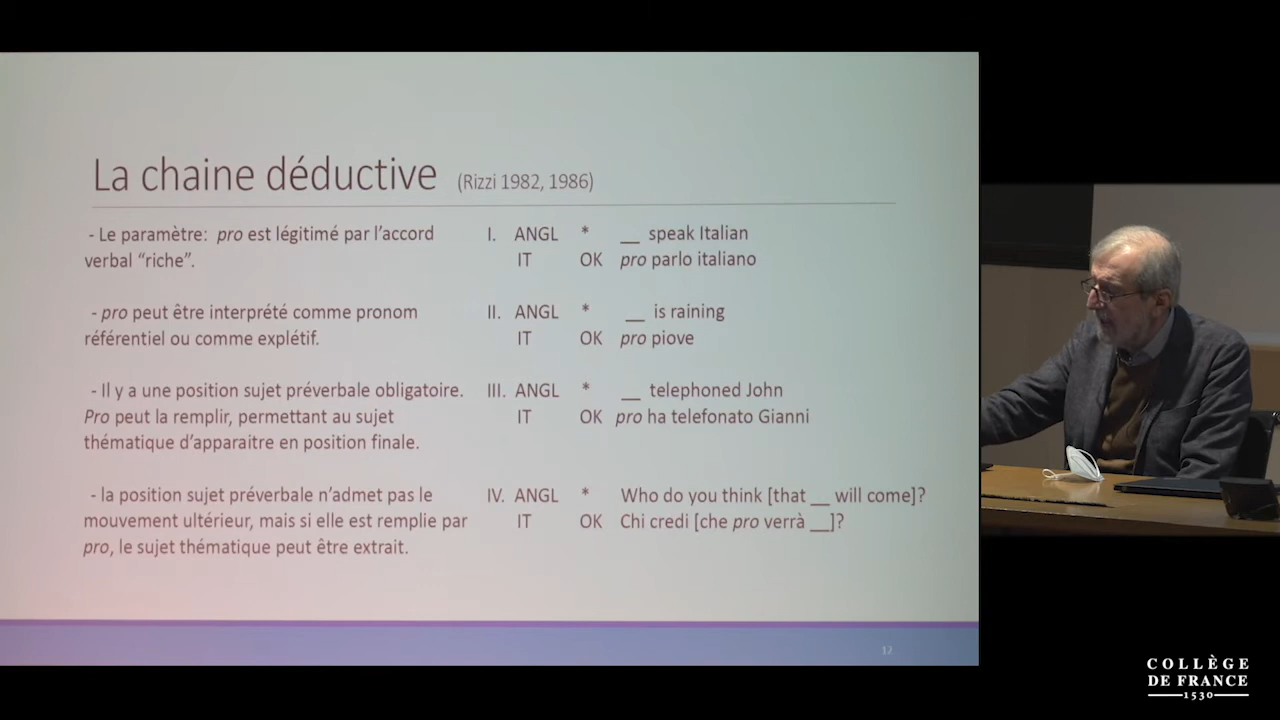 La chaine déductive (Rizzi 1982, 1986)
- Le paramètre: pro est légitimé par l'accord
verbal “riche”.
I. ANGL * __ speak Italian
IT OK pro parlo italiano
- pro peut être interprété comme pronom
référentiel ou comme explétif.
II. ANGL * __ is raining
IT OK pro piove
- Il y a une position sujet préverbale obligatoire.
Pro peut la remplir, permettant au sujet
thématique d'apparaitre en position finale.
III. ANGL * __ telephoned John
IT OK pro ha telefonato Gianni
- la position sujet préverbale n'admet pas le
mouvement ultérieur, mais si elle est remplie par
pro, le sujet thématique peut être extrait.
IV. ANGL * Who do you think [that __ will come]?
IT OK Chi credi [che pro verrà __]?
17
COLLÈGE
DE FRANCE
1530